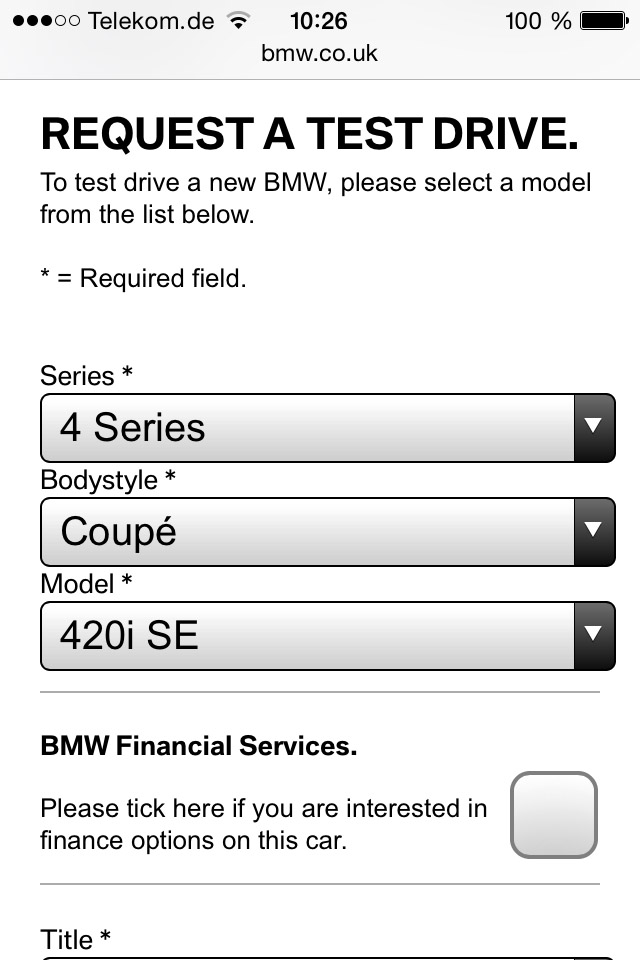 Telekom.de 10:26 100 %
bmw.co.uk
REQUEST A TEST DRIVE.
To test drive a new BMW, please select a model
from the list below.
* = Required field.
Series *
4 Series
Bodystyle *
Coupé
Model *
420i SE
BMW Financial Services.
Please tick here if you are interested in
finance options on this car.
Title *